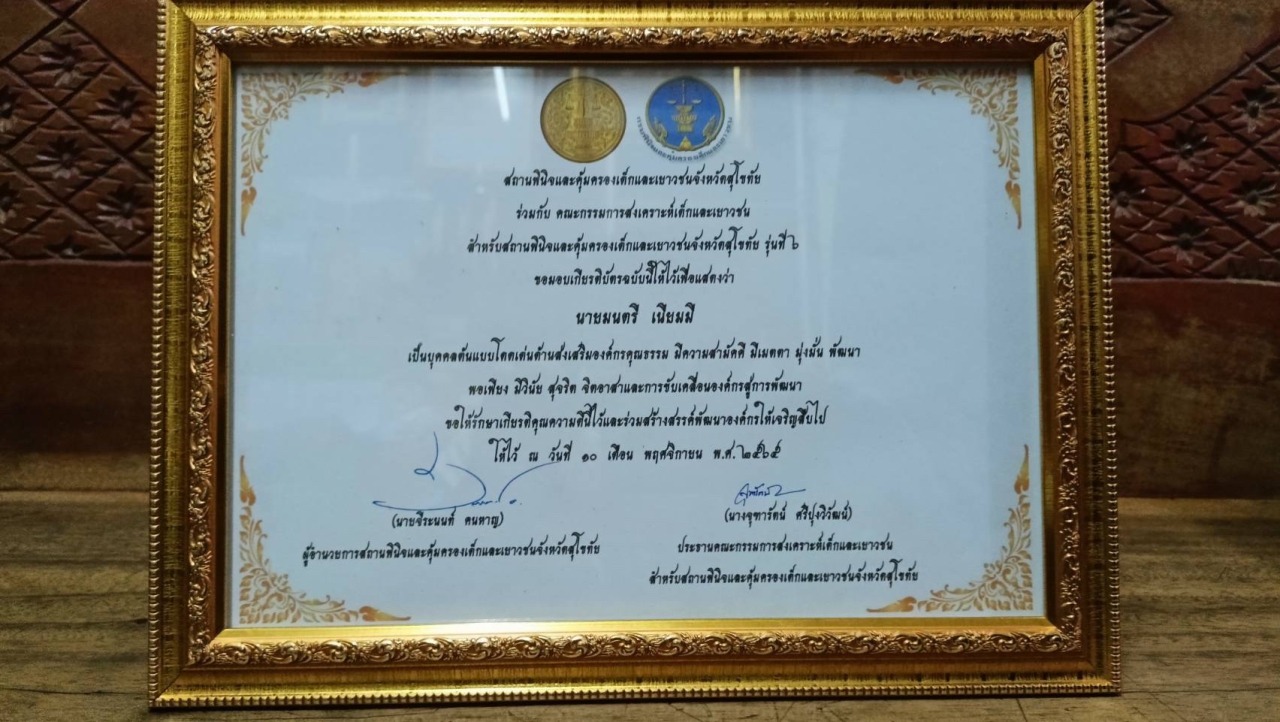 สถานพินิจและคุ้มครองเด็กและเยาวชนจังหวัดสุโขทัย
ร่วมกับ คณะกรรมการสงเคราะห์เด็กและเยาวชน
สำหรับสถานพินิจและคุ้มครองเด็กและเยาวชนจังหวัดสุโขทัย รุ่นที่ ๖
ขอมอบเกียรติบัตรฉบับนี้ให้ไว้เพื่อแสดงว่า
นายมนตรี เนียมมี
เป็นบุคคลต้นแบบโดดเด่นด้านส่งเสริมองค์กรคุณธรรม มีความสามัคคี มีเมตตา มุ่งมั่น พัฒนา
พอเพียง มีวินัย สุจริต จิตอาสาและการขับเคลื่อนองค์กรสู่การพัฒนา
ขอให้รักษาเกียรติคุณความดีนี้ไว้และร่วมสร้างสรรค์พัฒนาองค์กรให้เจริญสืบไป
ให้ไว้ ณ วันที่ ๑๐ เดือน พฤศจิกายน พ.ศ. ๒๕๖๕
(นายจีระนนท์ คนหาญ) (นางจุฑารัตน์ ศรีปุงวิวัฒน์)
ผู้อำนวยการสถานพินิจและคุ้มครองเด็กและเยาวชนจังหวัดสุโขทัย ประธานคณะกรรมการสงเคราะห์เด็กและเยาวชน
สำหรับสถานพินิจและคุ้มครองเด็กและเยาวชนจังหวัดสุโขทัย